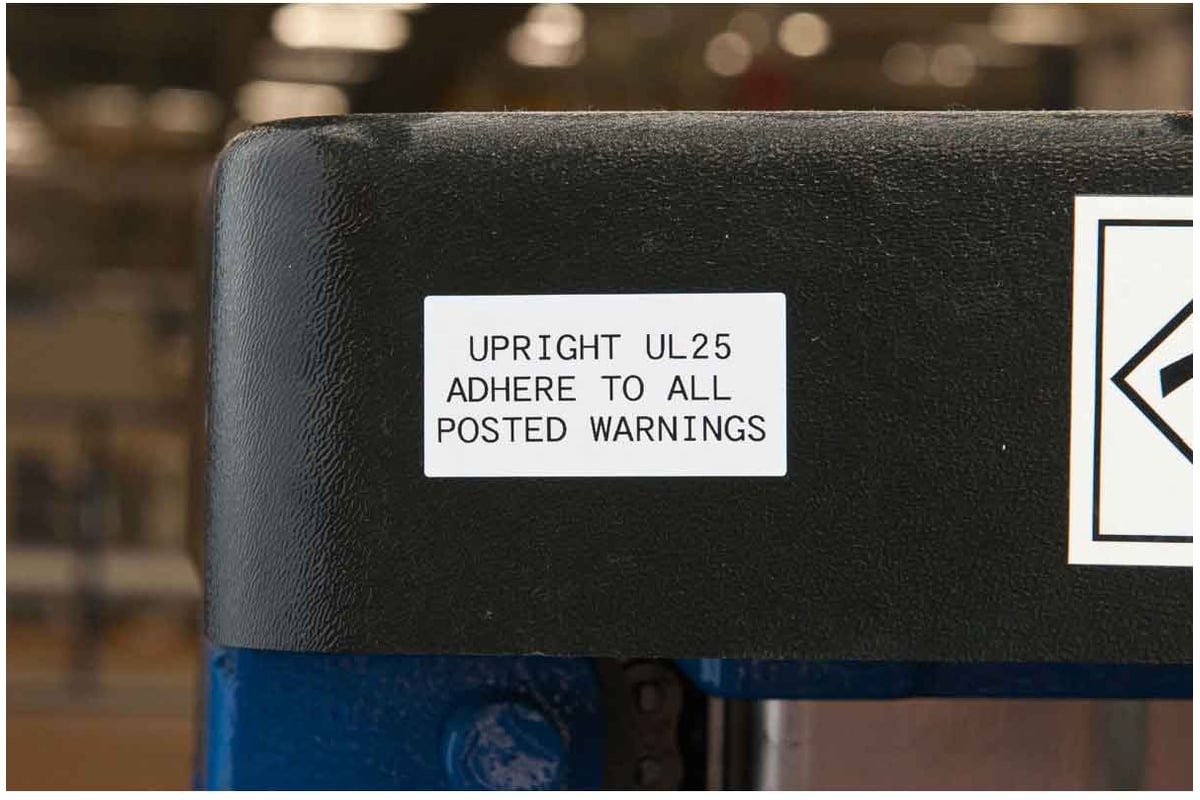 UPRIGHT UL25
ADHERE TO ALL
POSTED WARNINGS